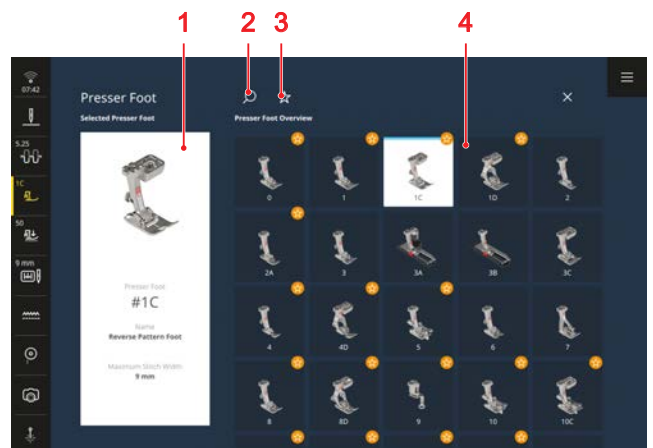 1
2
3
4
07:42
Presser Foot
Selected Presser Foot
Presser Foot Overview
5.25
1C
50
9 mm
Presser Foot
#1C
Name
Reverse Pattern Foot
Maximum Stitch Width
9 mm
0
1
1C
1D
2
2A
3
3A
3B
3C
4
4D
5
6
7
8
8D
9
10
10C